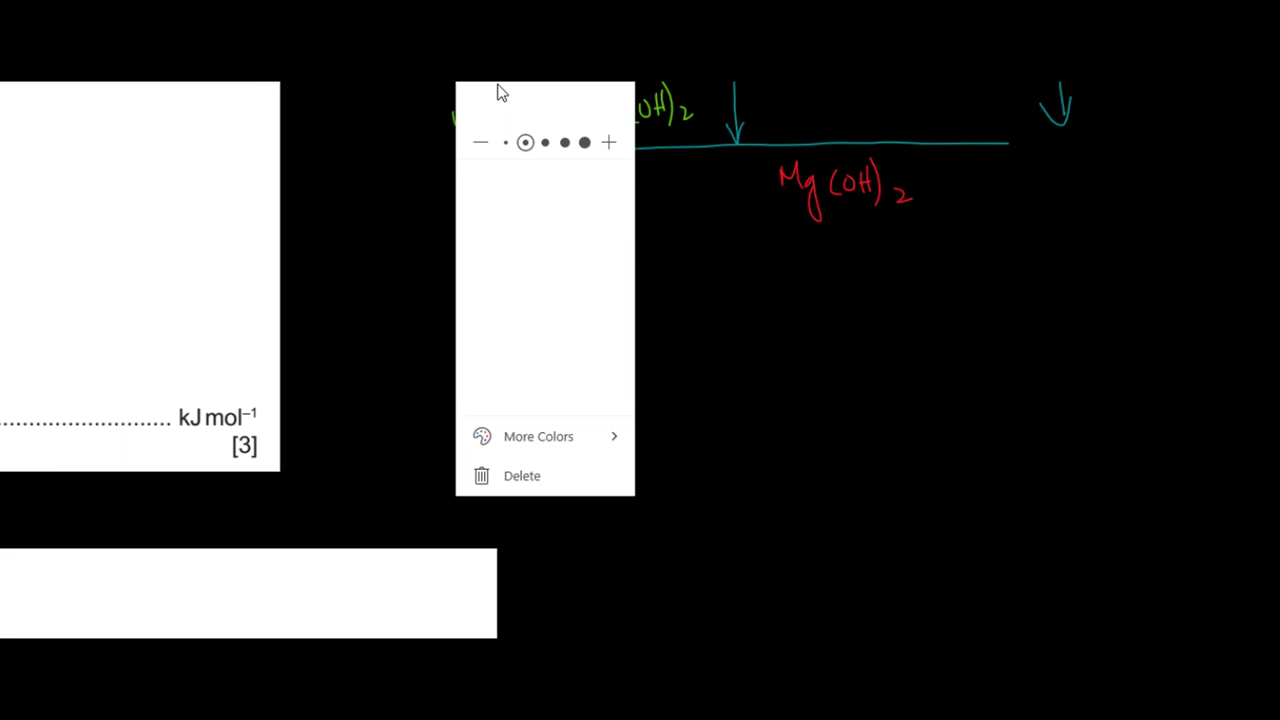 (OH)2
Mg(OH)2
........................... kJ mol–1
[3]
More Colors
Delete